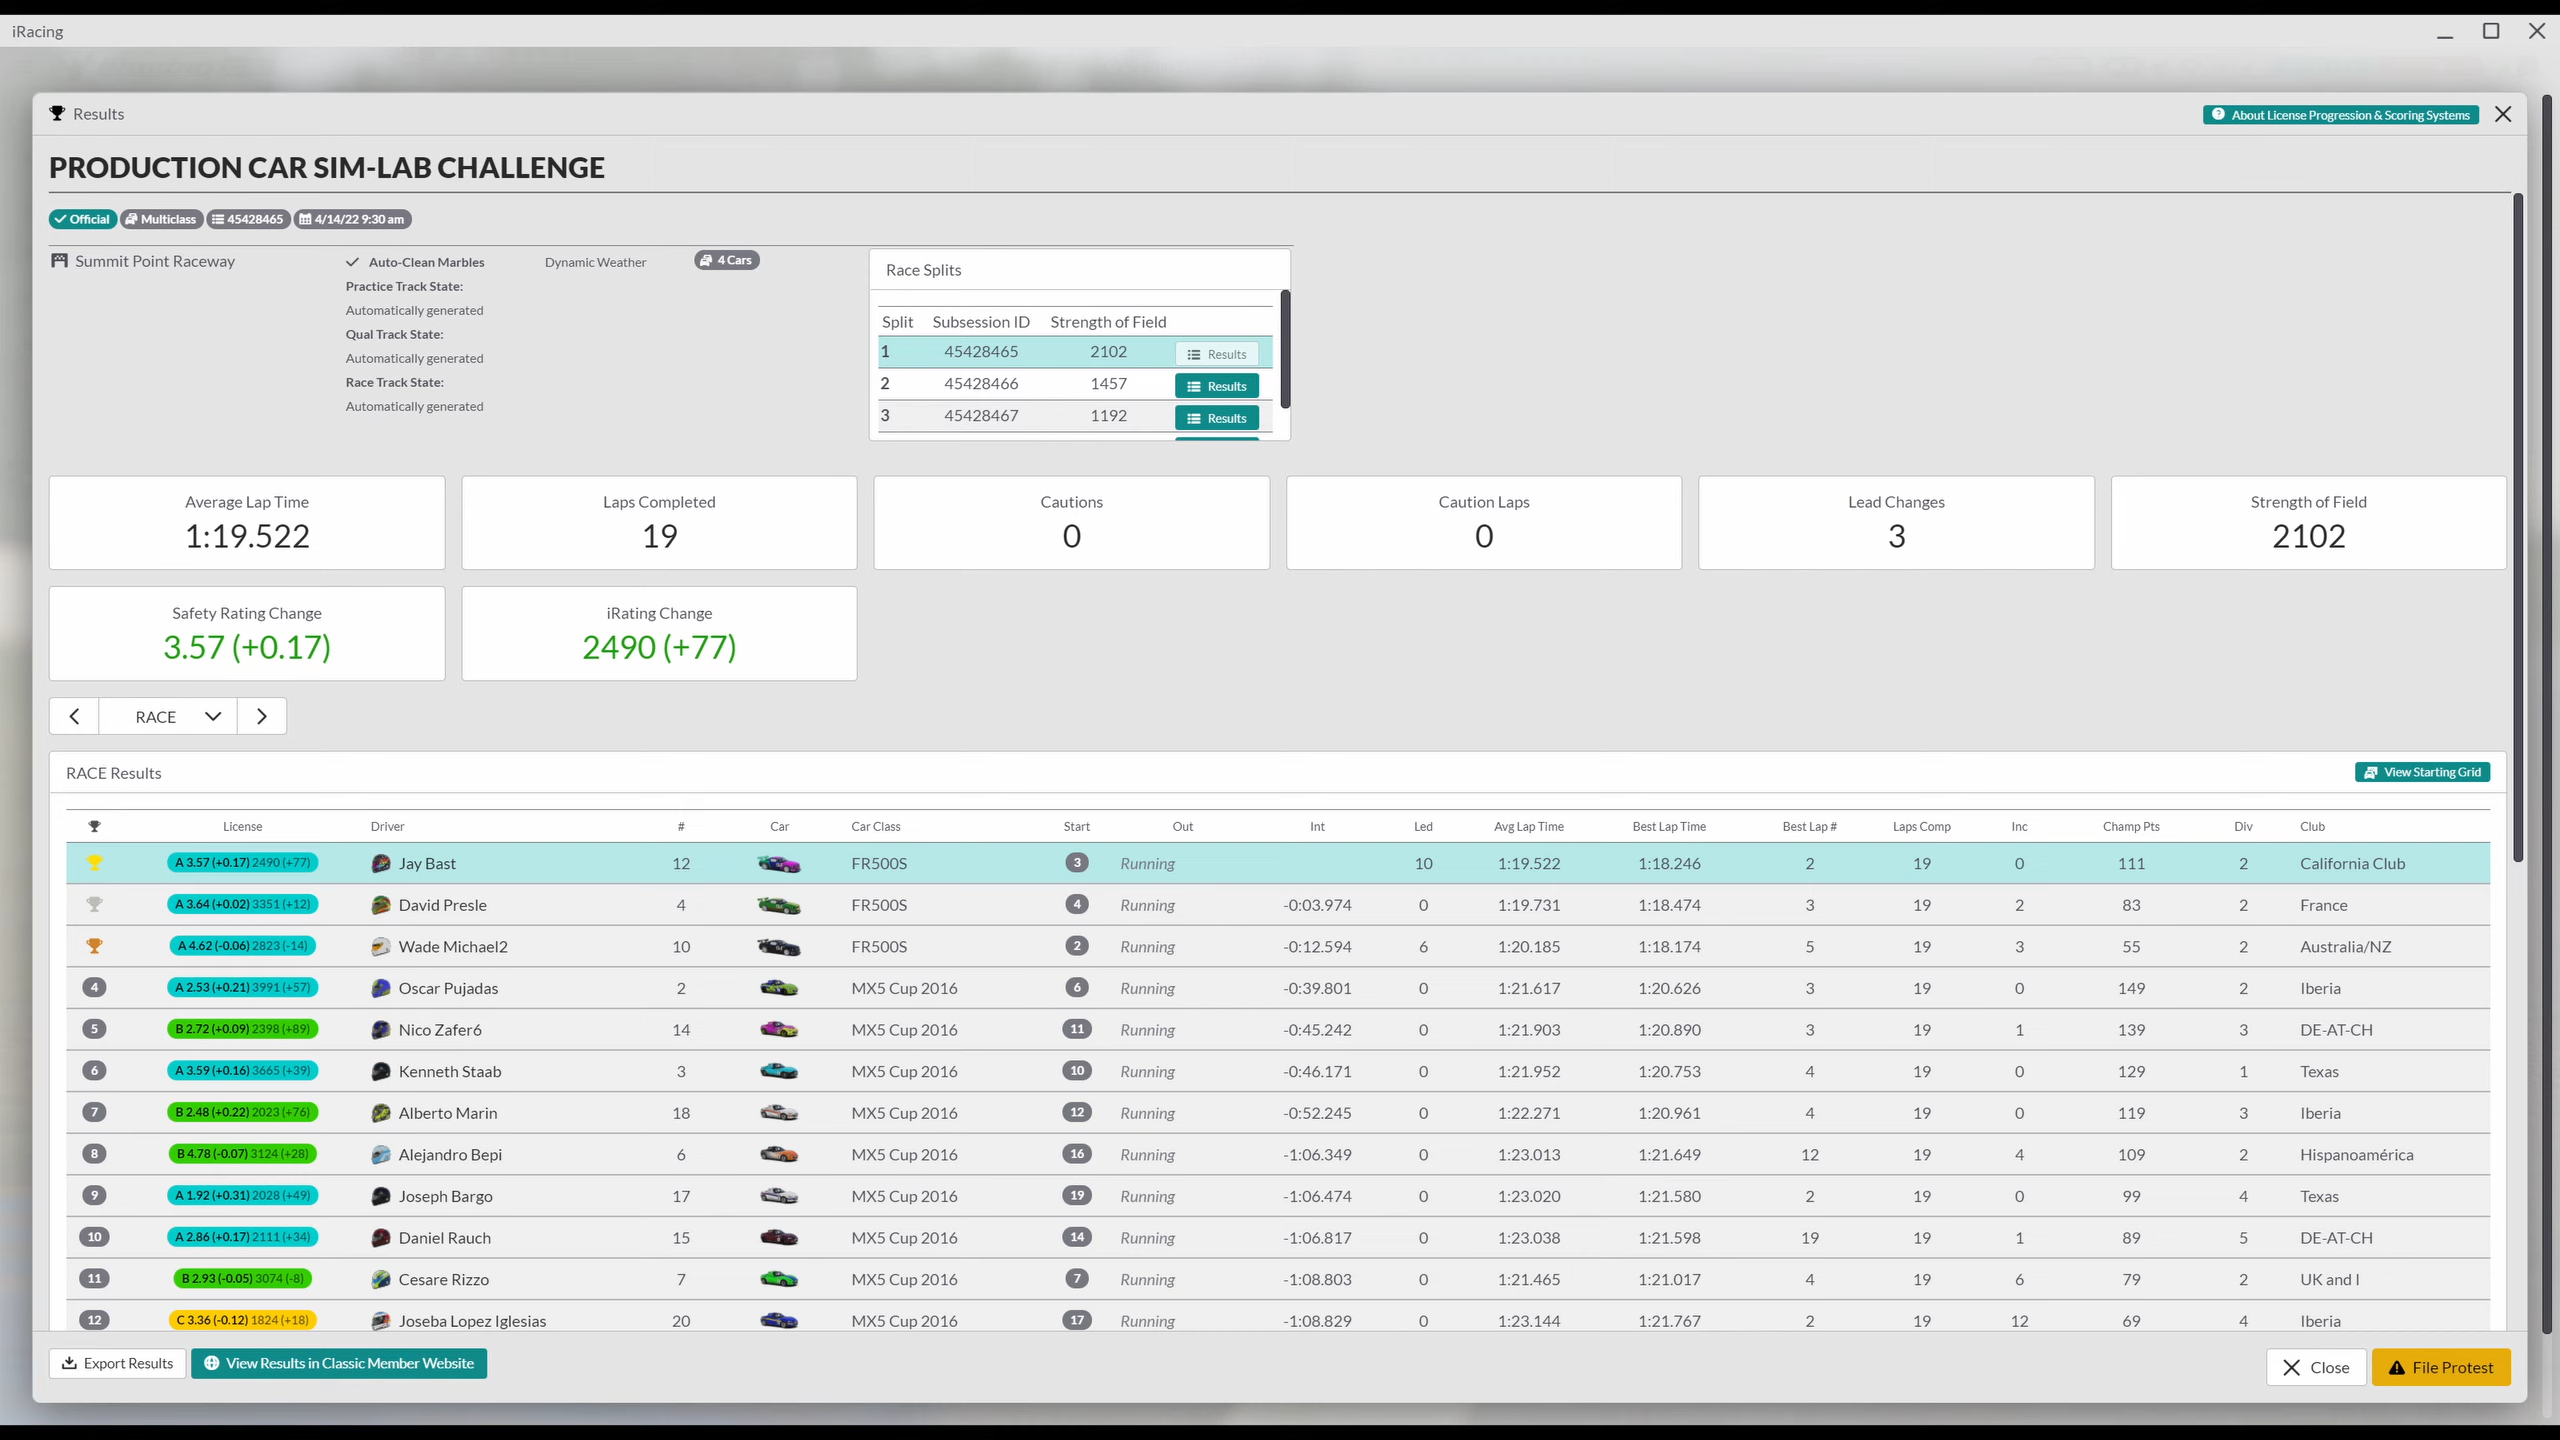 iRacing
Results
About License Progression & Scoring Systems
PRODUCTION CAR SIM-LAB CHALLENGE
Official Multiclass 45428465 4/14/22 9:30 am
Summit Point Raceway
Auto-Clean Marbles
Practice Track State:
Automatically generated
Qual Track State:
Automatically generated
Race Track State:
Automatically generated
Dynamic Weather
4 Cars
Race Splits
Split Subsession ID Strength of Field
1 45428465 2102 Results
2 45428466 1457 Results
3 45428467 1192 Results
Average Lap Time
1:19.522
Laps Completed
19
Cautions
0
Caution Laps
0
Lead Changes
3
Strength of Field
2102
Safety Rating Change
3.57 (+0.17)
iRating Change
2490 (+77)
RACE
RACE Results
View Starting Grid
License Driver # Car Car Class Start Out Int Led Avg Lap Time Best Lap Time Best Lap # Laps Comp Inc Champ Pts Div Club
A 3.57 (+0.17) 2490 (+77) Jay Bast 12 FR500S 3 Running 10 1:19.522 1:18.246 2 19 0 111 2 California Club
A 3.64 (+0.02) 3351 (+12) David Presle 4 FR500S 4 Running -0:03.974 0 1:19.731 1:18.474 3 19 2 83 2 France
A 4.62 (-0.06) 2823 (-14) Wade Michael2 10 FR500S 2 Running -0:12.594 6 1:20.185 1:18.174 5 19 3 55 2 Australia/NZ
4 A 2.53 (+0.21) 3991 (+57) Oscar Pujadas 2 MX5 Cup 2016 6 Running -0:39.801 0 1:21.617 1:20.626 3 19 0 149 2 Iberia
5 B 2.72 (+0.09) 2398 (+89) Nico Zafer6 14 MX5 Cup 2016 11 Running -0:45.242 0 1:21.903 1:20.890 3 19 1 139 3 DE-AT-CH
6 A 3.59 (+0.16) 3665 (+39) Kenneth Staab 3 MX5 Cup 2016 10 Running -0:46.171 0 1:21.952 1:20.753 4 19 0 129 1 Texas
7 B 2.48 (+0.22) 2023 (+76) Alberto Marin 18 MX5 Cup 2016 12 Running -0:52.245 0 1:22.271 1:20.961 4 19 0 119 3 Iberia
8 B 4.78 (-0.07) 3124 (+28) Alejandro Bepi 6 MX5 Cup 2016 16 Running -1:06.349 0 1:23.013 1:21.649 12 19 4 109 2 Hispanoamérica
9 A 1.92 (+0.31) 2028 (+49) Joseph Bargo 17 MX5 Cup 2016 19 Running -1:06.474 0 1:23.020 1:21.580 2 19 0 99 4 Texas
10 A 2.86 (+0.17) 2111 (+34) Daniel Rauch 15 MX5 Cup 2016 14 Running -1:06.817 0 1:23.038 1:21.598 19 19 1 89 5 DE-AT-CH
11 B 2.93 (-0.05) 3074 (-8) Cesare Rizzo 7 MX5 Cup 2016 7 Running -1:08.803 0 1:21.465 1:21.017 4 19 6 79 2 UK and I
12 C 3.36 (-0.12) 1824 (+18) Joseba Lopez Iglesias 20 MX5 Cup 2016 17 Running -1:08.829 0 1:23.144 1:21.767 2 19 12 69 4 Iberia
Export Results View Results in Classic Member Website
Close File Protest